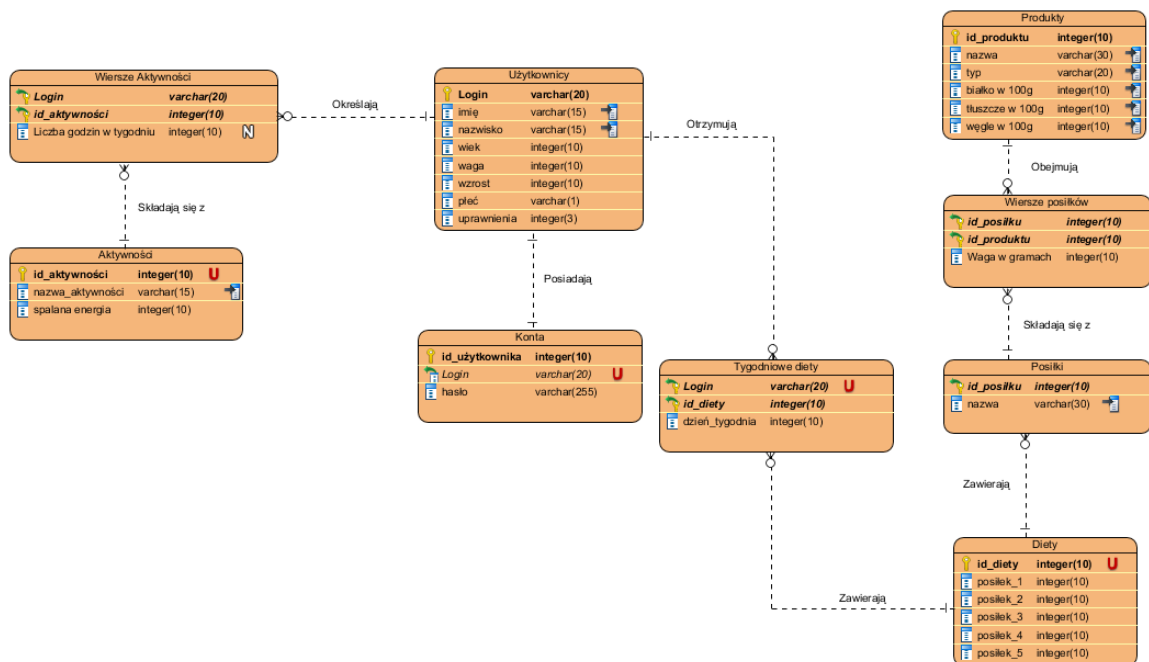 Wiersze Aktywności
Login varchar(20)
id_aktywności integer(10)
Liczba godzin w tygodniu integer(10) N
Określają
Użytkownicy
Login varchar(20)
imię varchar(15)
nazwisko varchar(15)
wiek integer(10)
waga integer(10)
wzrost integer(10)
płeć varchar(1)
uprawnienia integer(3)
Otrzymują
Produkty
id_produktu integer(10)
nazwa varchar(30)
typ varchar(20)
białko w 100g integer(10)
tłuszcze w 100g integer(10)
węgle w 100g integer(10)
Obejmują
Składają się z
Wiersze posiłków
id_posilku integer(10)
id_produktu integer(10)
Waga w gramach integer(10)
Aktywności
id_aktywności integer(10) U
nazwa_aktywności varchar(15)
spalana energia integer(10)
Posiadają
Składają się z
Konta
id_użytkownika integer(10)
Login varchar(20) U
hasło varchar(255)
Tygodniowe diety
Login varchar(20) U
id_diety integer(10)
dzień_tygodnia integer(10)
Posiłki
id_posilku integer(10)
nazwa varchar(30)
Zawierają
Diety
id_diety integer(10) U
posiłek_1 integer(10)
posiłek_2 integer(10)
posiłek_3 integer(10)
posiłek_4 integer(10)
posiłek_5 integer(10)
Zawierają